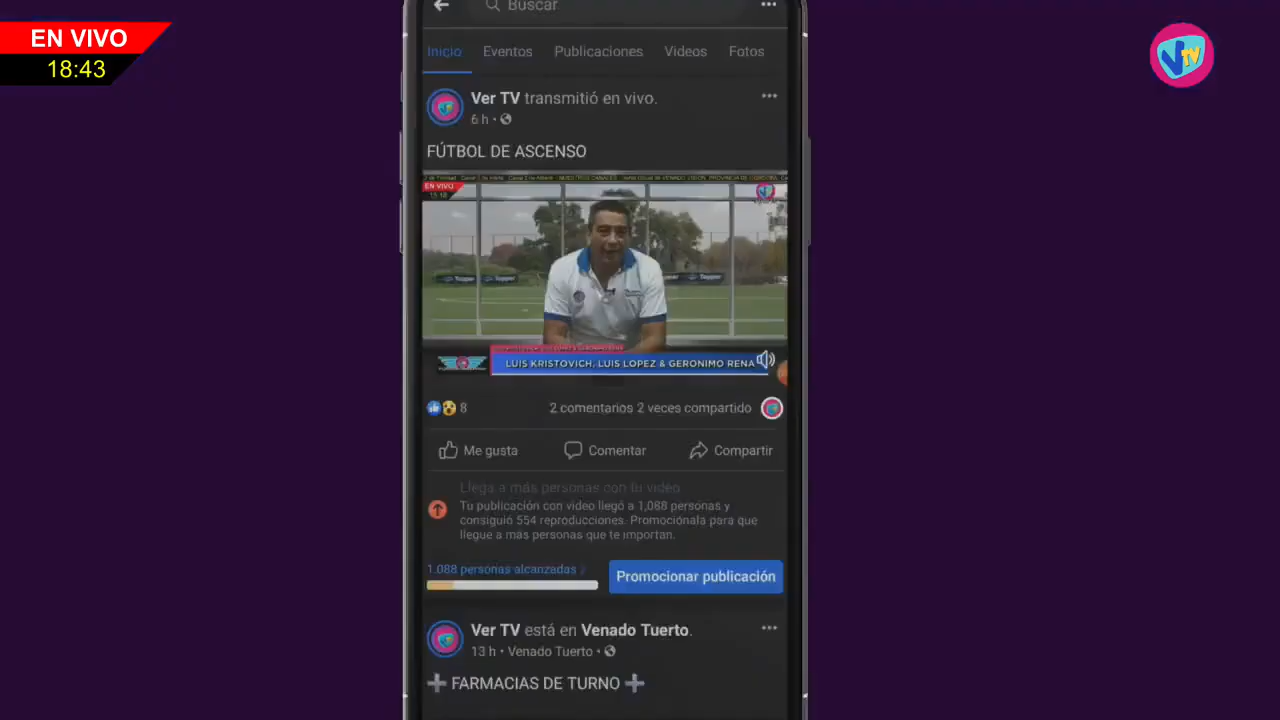 EN VIVO
18:43
VTV
Buscar
Inicio Eventos Publicaciones Videos Fotos
Ver TV transmitió en vivo.
6 h
FÚTBOL DE ASCENSO
EN VIVO
LUIS KRISTOVICH, LUIS LOPEZ & GERONIMO RENA
8 2 comentarios 2 veces compartido
Me gusta Comentar Compartir
Llega a más personas con tu video
Tu publicación con video llegó a 1,088 personas y
consiguió 554 reproducciones. Promociónala para que
llegue a más personas que te importan.
1.088 personas alcanzadas
Promocionar publicación
Ver TV está en Venado Tuerto.
13 h • Venado Tuerto •
FARMACIAS DE TURNO